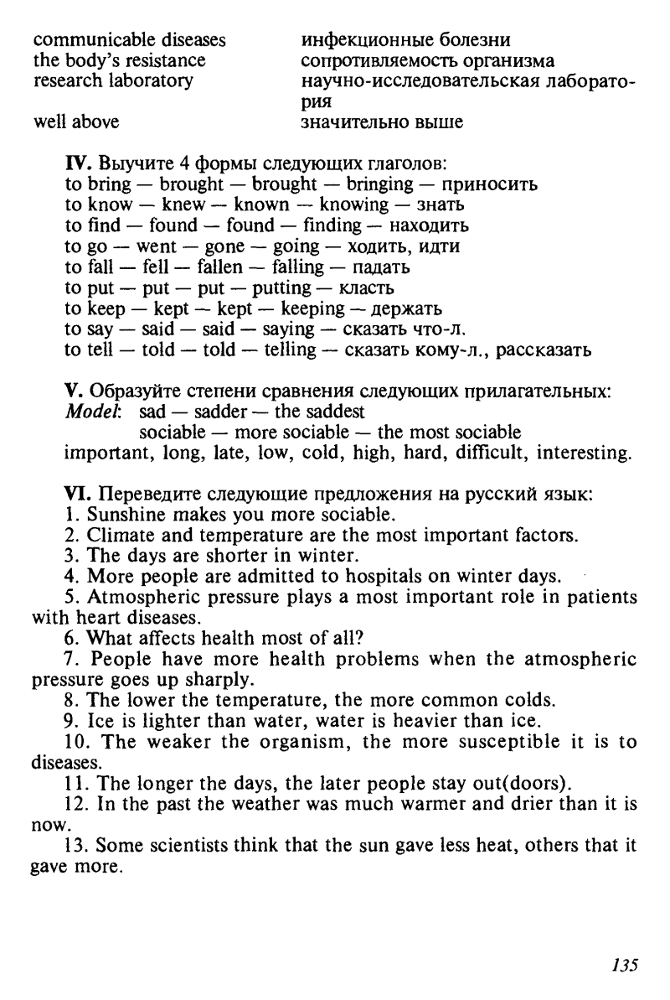 communicable diseases инфекционные болезни
the body's resistance сопротивляемость организма
research laboratory научно-исследовательская лаборато-
рия
well above значительно выше
IV. Выучите 4 формы следующих глаголов:
to bring — brought — brought — bringing — приносить
to know — knew — known — knowing — знать
to find — found — found — finding — находить
to go — went — gone — going — ходить, идти
to fall — fell — fallen — falling — падать
to put — put — put — putting — класть
to keep — kept — kept — keeping — держать
to say — said — said — saying — сказать что-л.
to tell — told — told — telling — сказать кому-л., рассказать
V. Образуйте степени сравнения следующих прилагательных:
Model: sad — sadder — the saddest
sociable — more sociable — the most sociable
important, long, late, low, cold, high, hard, difficult, interesting.
VI. Переведите следующие предложения на русский язык:
1. Sunshine makes you more sociable.
2. Climate and temperature are the most important factors.
3. The days are shorter in winter.
4. More people are admitted to hospitals on winter days.
5. Atmospheric pressure plays a most important role in patients
with heart diseases.
6. What affects health most of all?
7. People have more health problems when the atmospheric
pressure goes up sharply.
8. The lower the temperature, the more common colds.
9. Ice is lighter than water, water is heavier than ice.
10. The weaker the organism, the more susceptible it is to
diseases.
11. The longer the days, the later people stay out(doors).
12. In the past the weather was much warmer and drier than it is
now.
13. Some scientists think that the sun gave less heat, others that it
gave more.
135